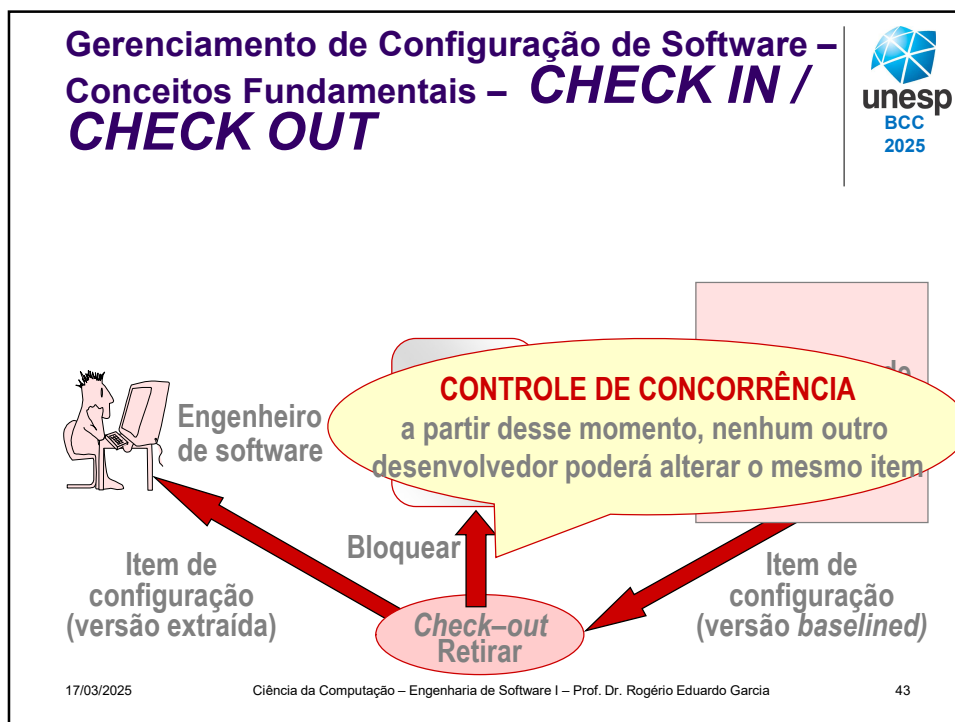 Gerenciamento de Configuração de Software –
Conceitos Fundamentais – CHECK IN /
CHECK OUT
unesp
BCC
2025
CONTROLE DE CONCORRÊNCIA
a partir desse momento, nenhum outro
desenvolvedor poderá alterar o mesmo item
Engenheiro
de software
Bloquear
Item de
configuração
(versão extraída)
Check–out
Retirar
Item de
configuração
(versão baselined)
17/03/2025
Ciência da Computação – Engenharia de Software I – Prof. Dr. Rogério Eduardo Garcia
43